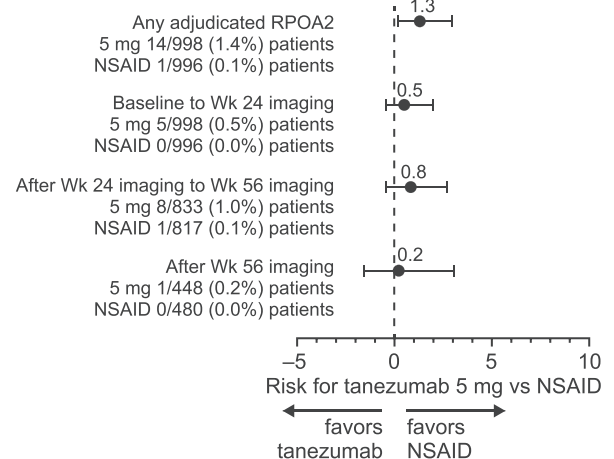 1.3
Any adjudicated RPOA2
5 mg 14/998 (1.4%) patients
NSAID 1/996 (0.1%) patients
0.5
Baseline to Wk 24 imaging
5 mg 5/998 (0.5%) patients
NSAID 0/996 (0.0%) patients
0.8
After Wk 24 imaging to Wk 56 imaging
5 mg 8/833 (1.0%) patients
NSAID 1/817 (0.1%) patients
0.2
After Wk 56 imaging
5 mg 1/448 (0.2%) patients
NSAID 0/480 (0.0%) patients
–5 0 5 10
Risk for tanezumab 5 mg vs NSAID
favors tanezumab
favors NSAID